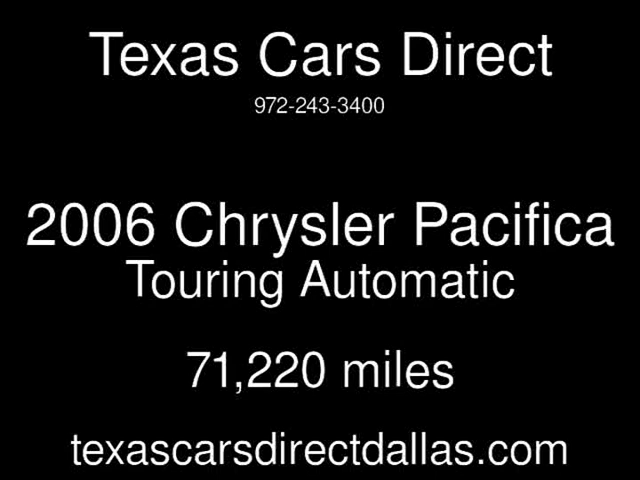 Texas Cars Direct
972-243-3400
2006 Chrysler Pacifica
Touring Automatic
71,220 miles
texascarsdirectdallas.com